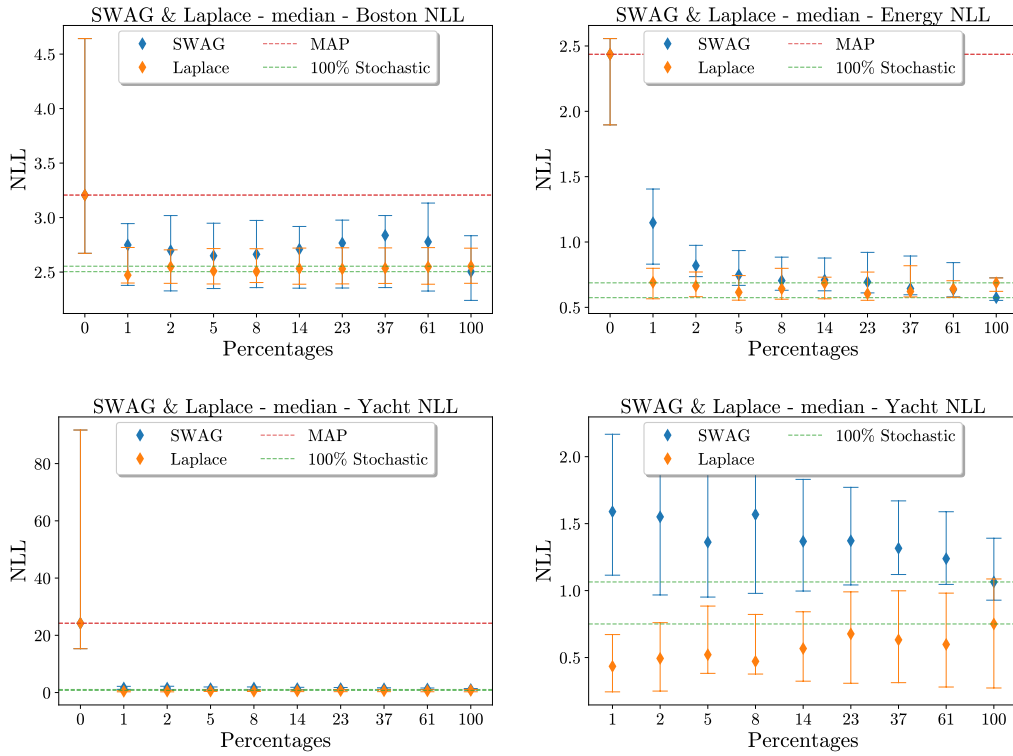 SWAG & Laplace - median - Boston NLL
SWAG
MAP
Laplace
100% Stochastic
4.5
4.0
3.5
3.0
2.5
NLL
0 1 2 5 8 14 23 37 61 100
Percentages
SWAG & Laplace - median - Energy NLL
SWAG
MAP
Laplace
100% Stochastic
2.5
2.0
1.5
1.0
0.5
NLL
0 1 2 5 8 14 23 37 61 100
Percentages
SWAG & Laplace - median - Yacht NLL
SWAG
MAP
Laplace
100% Stochastic
80
60
40
20
0
NLL
0 1 2 5 8 14 23 37 61 100
Percentages
SWAG & Laplace - median - Yacht NLL
SWAG
100% Stochastic
Laplace
2.0
1.5
1.0
0.5
NLL
1 2 5 8 14 23 37 61 100
Percentages